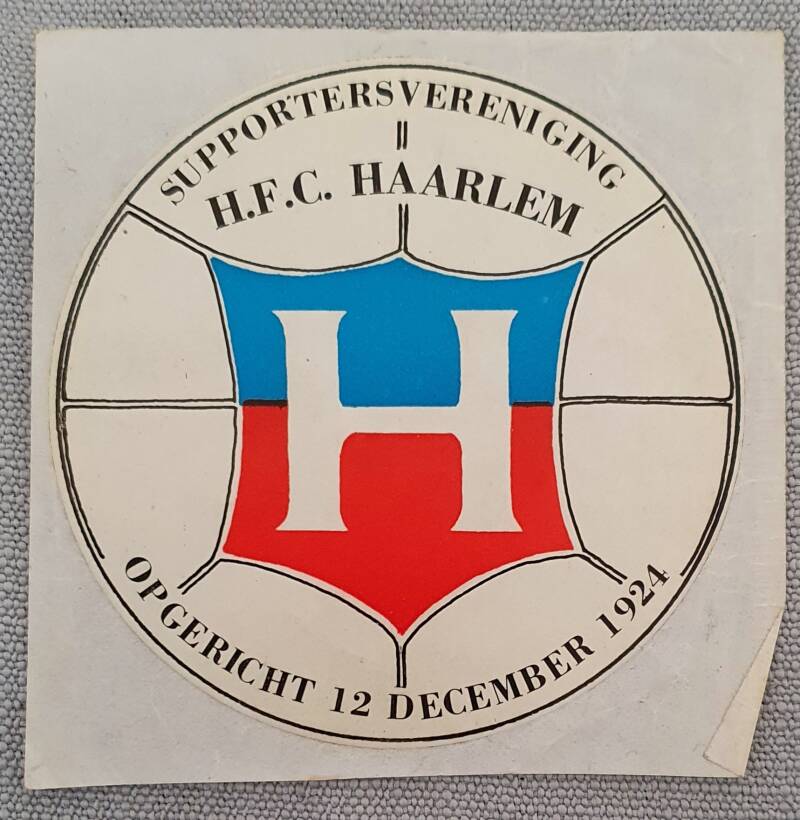 SUPPORTERSVERENIGING
H.F.C. HAARLEM
H
OPGERICHT 12 DECEMBER 1924